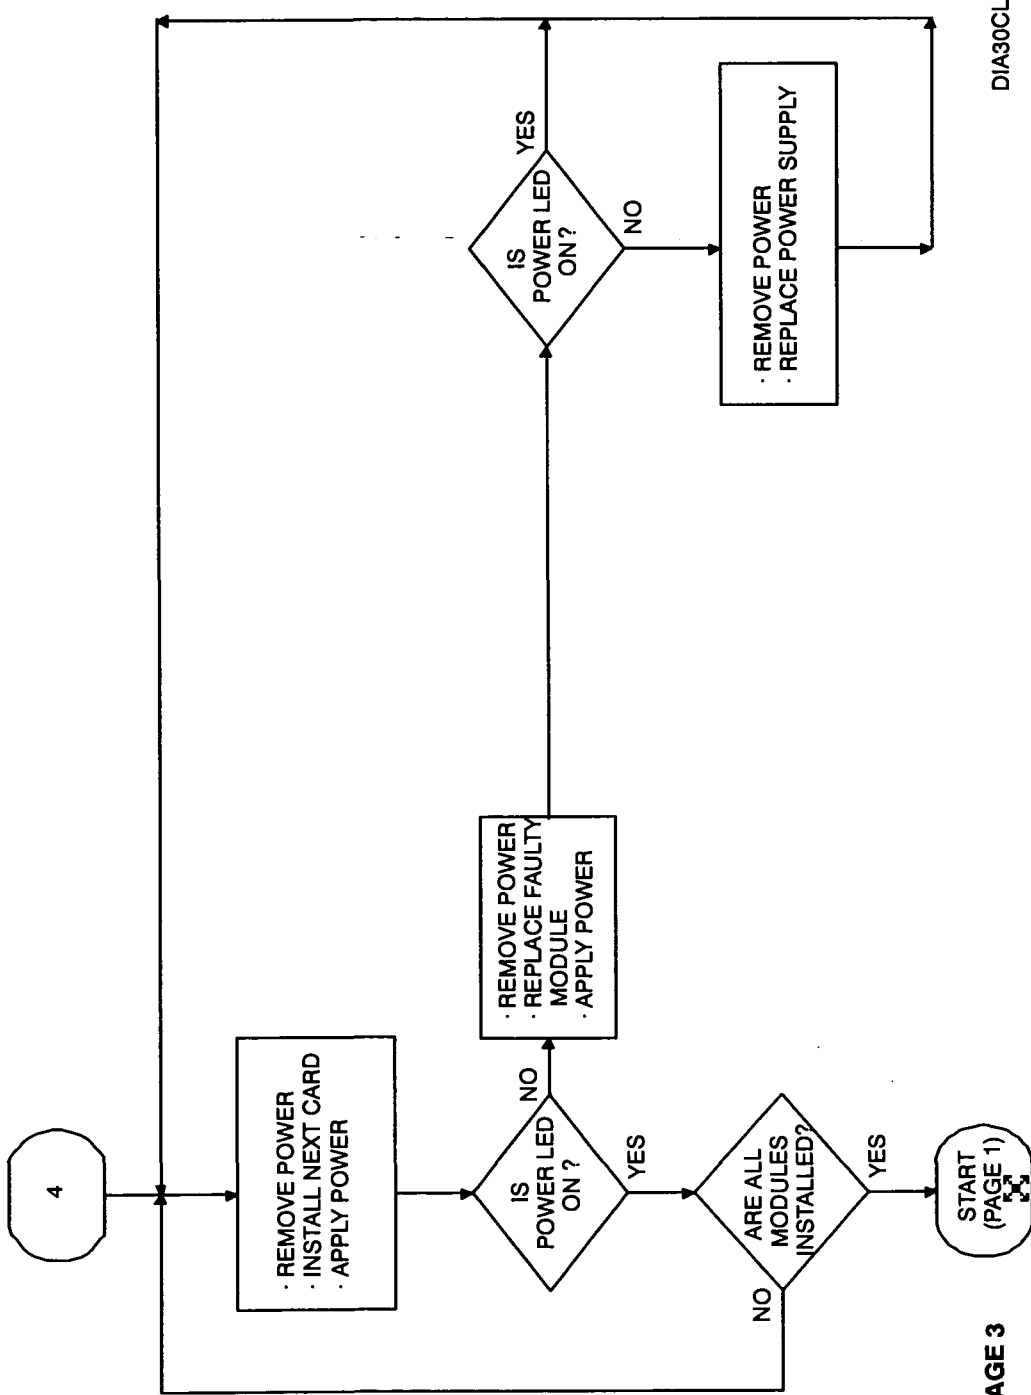 4
· REMOVE POWER
· INSTALL NEXT CARD
· APPLY POWER
IS
POWER LED
ON ?
NO
YES
· REMOVE POWER
· REPLACE FAULTY
MODULE
· APPLY POWER
IS
POWER LED
ON ?
YES
NO
· REMOVE POWER
· REPLACE POWER SUPPLY
ARE ALL
MODULES
INSTALLED?
NO
YES
START
(PAGE 1)
AGE 3
DIA30CL